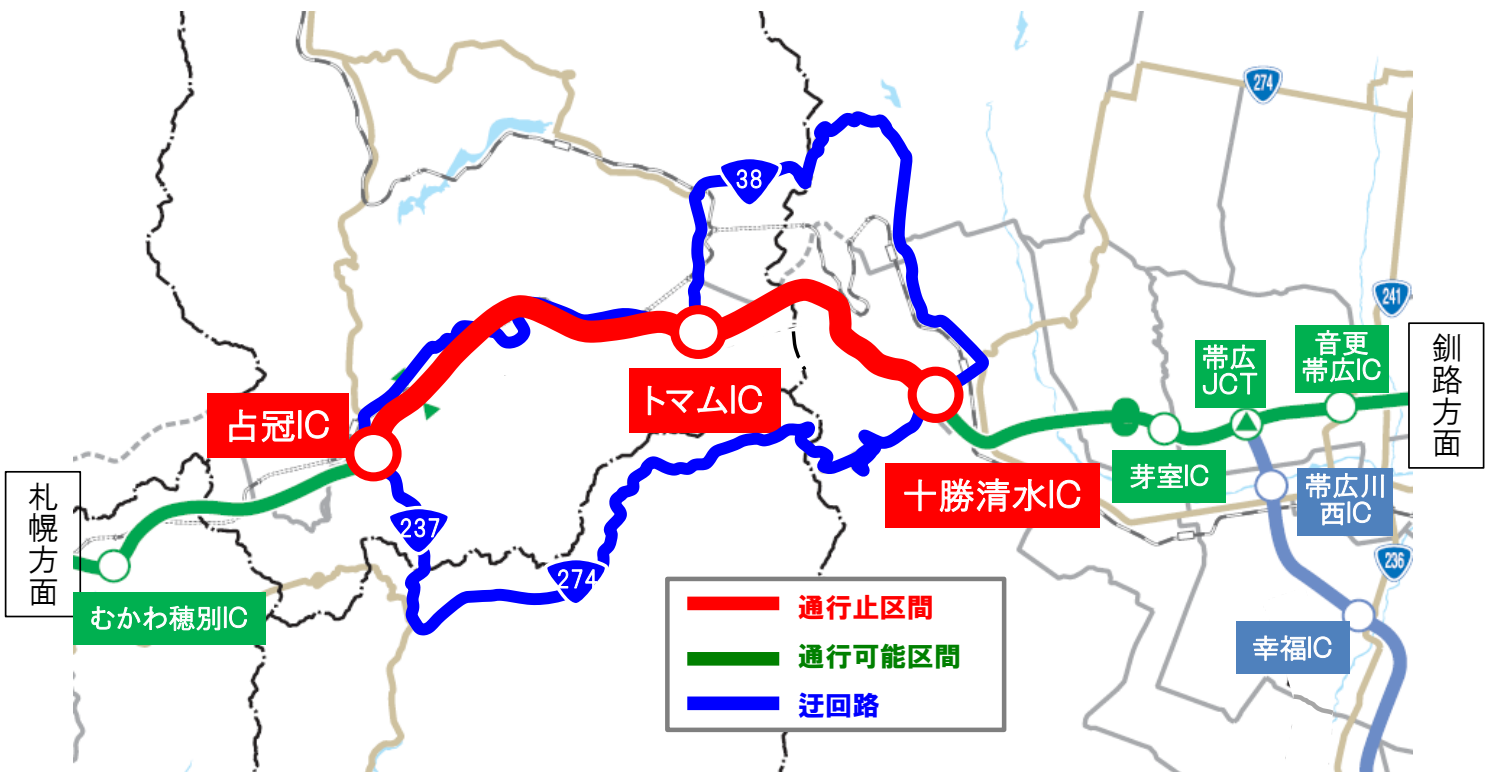 274
38
241
帯広
JCT
音更
帯広IC
釧路方面
占冠IC
トマムIC
十勝清水IC
芽室IC
帯広川
西IC
札幌方面
237
274
236
むかわ穂別IC
幸福IC
通行止区間
通行可能区間
迂回路